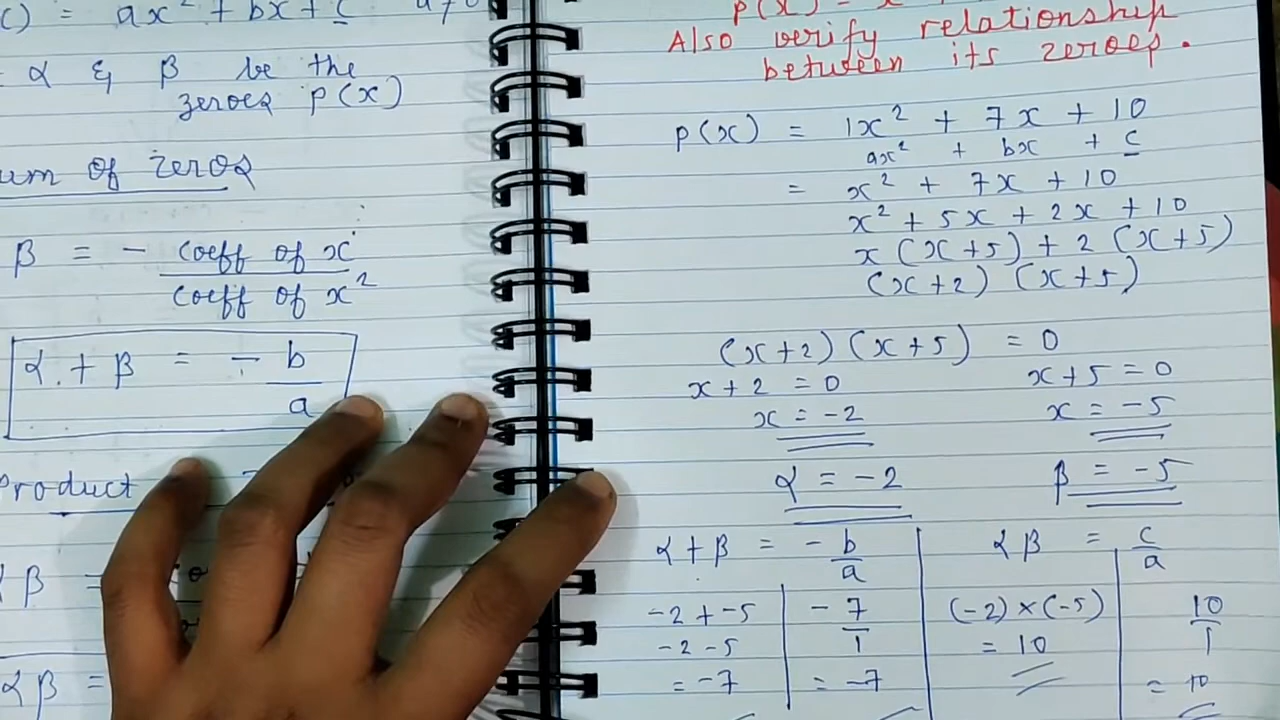 C) = ax² + bx + c a≠0
α & β be the
zeroes p(x)
um of zeros
β = - coeff of x
coeff of x²
α + β = - b
a
Product
β =
αβ =
p(x) = x
Also verify relationship
between its zeroes.
p(x) = 1x² + 7x + 10
ax² + bx + c
= x² + 7x + 10
x² + 5x + 2x + 10
x (x+5) + 2 (x+5)
(x+2) (x+5)
(x+2) (x+5) = 0
x + 2 = 0 x + 5 = 0
x = -2 x = -5
α = -2 β = -5
α + β = - b/a αβ = c/a
-2 + -5 - 7/1 (-2) × (-5) 10/1
-2 - 5 = 10
= -7 = -7 = 10